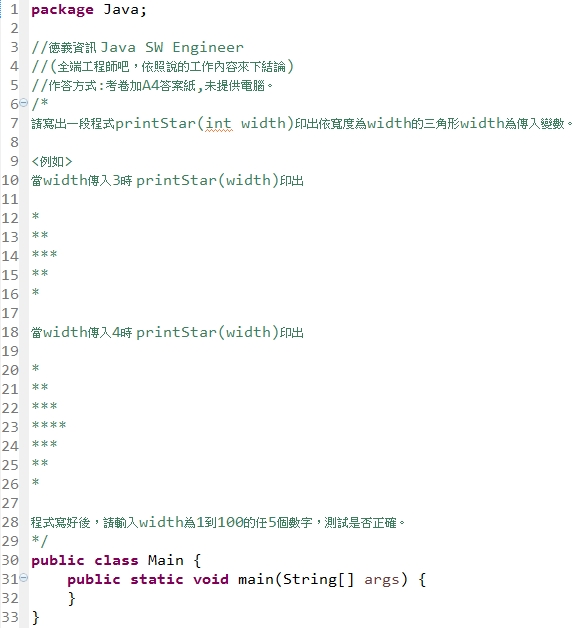 1 package Java;
2
3 //德義資訊 Java SW Engineer
4 //(全端工程師吧，依照說的工作內容來下結論)
5 //作答方式:考卷加A4答案紙,未提供電腦。
6 /*
7 請寫出一段程式printStar(int width)印出依寬度為width的三角形width為傳入變數。
8
9 <例如>
10 當width傳入3時 printStar(width)印出
11
12 *
13 **
14 ***
15 **
16 *
17
18 當width傳入4時 printStar(width)印出
19
20 *
21 **
22 ***
23 ****
24 ***
25 **
26 *
27
28 程式寫好後，請輸入width為1到100的任5個數字，測試是否正確。
29 */
30 public class Main {
31 public static void main(String[] args) {
32 }
33 }